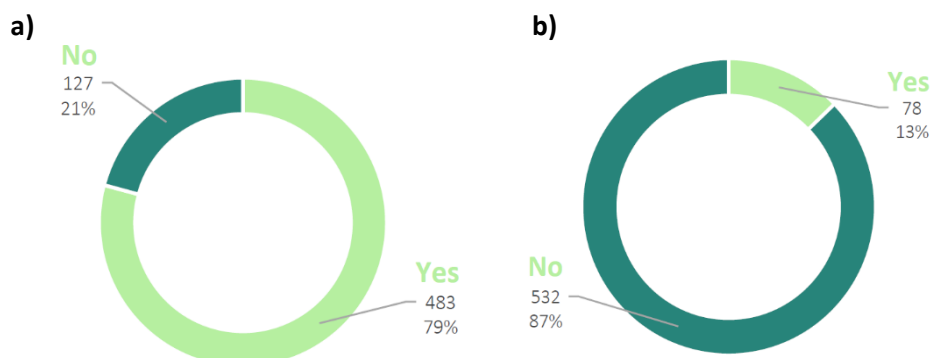 a)
No
127
21%
Yes
483
79%
b)
Yes
78
13%
No
532
87%